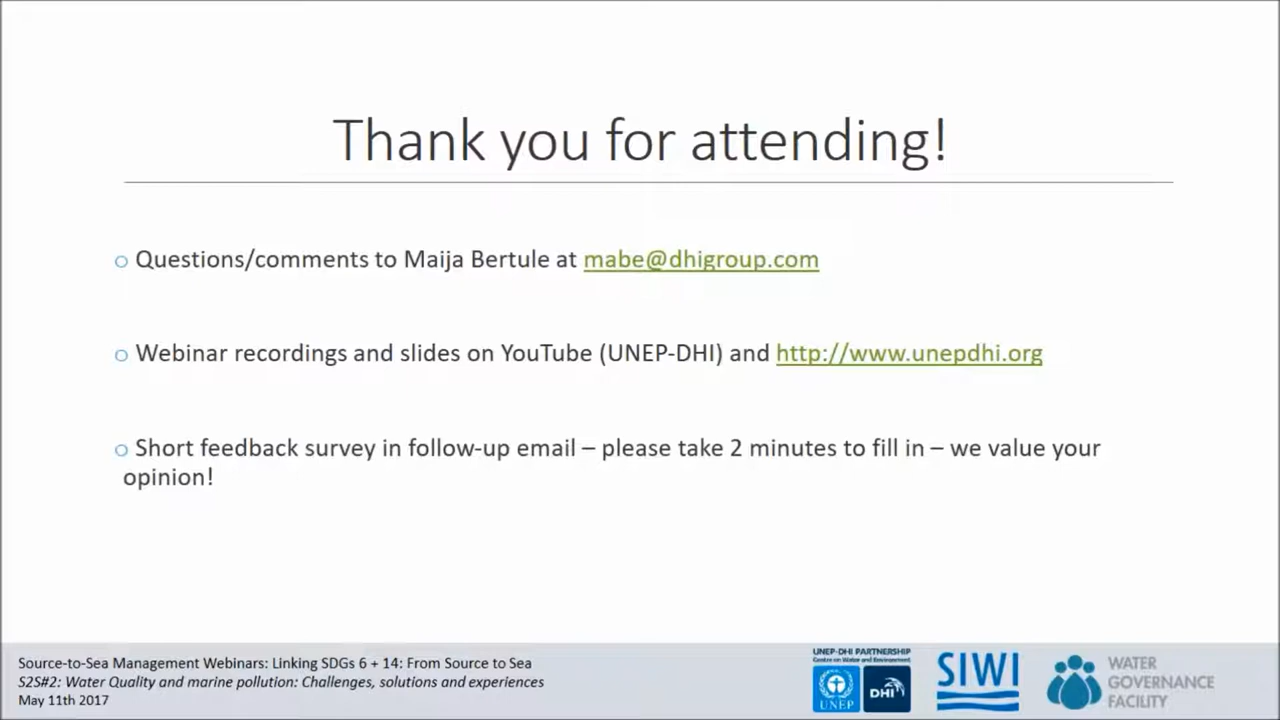 Thank you for attending!
o Questions/comments to Maija Bertule at mabe@dhigroup.com
o Webinar recordings and slides on YouTube (UNEP-DHI) and http://www.unepdhi.org
o Short feedback survey in follow-up email – please take 2 minutes to fill in – we value your
opinion!
Source-to-Sea Management Webinars: Linking SDGs 6 + 14: From Source to Sea
S2S#2: Water Quality and marine pollution: Challenges, solutions and experiences
May 11th 2017
UNEP-DHI PARTNERSHIP
Centre on Water and Environment
UNEP
DHI
SIWI
WATER
GOVERNANCE
FACILITY